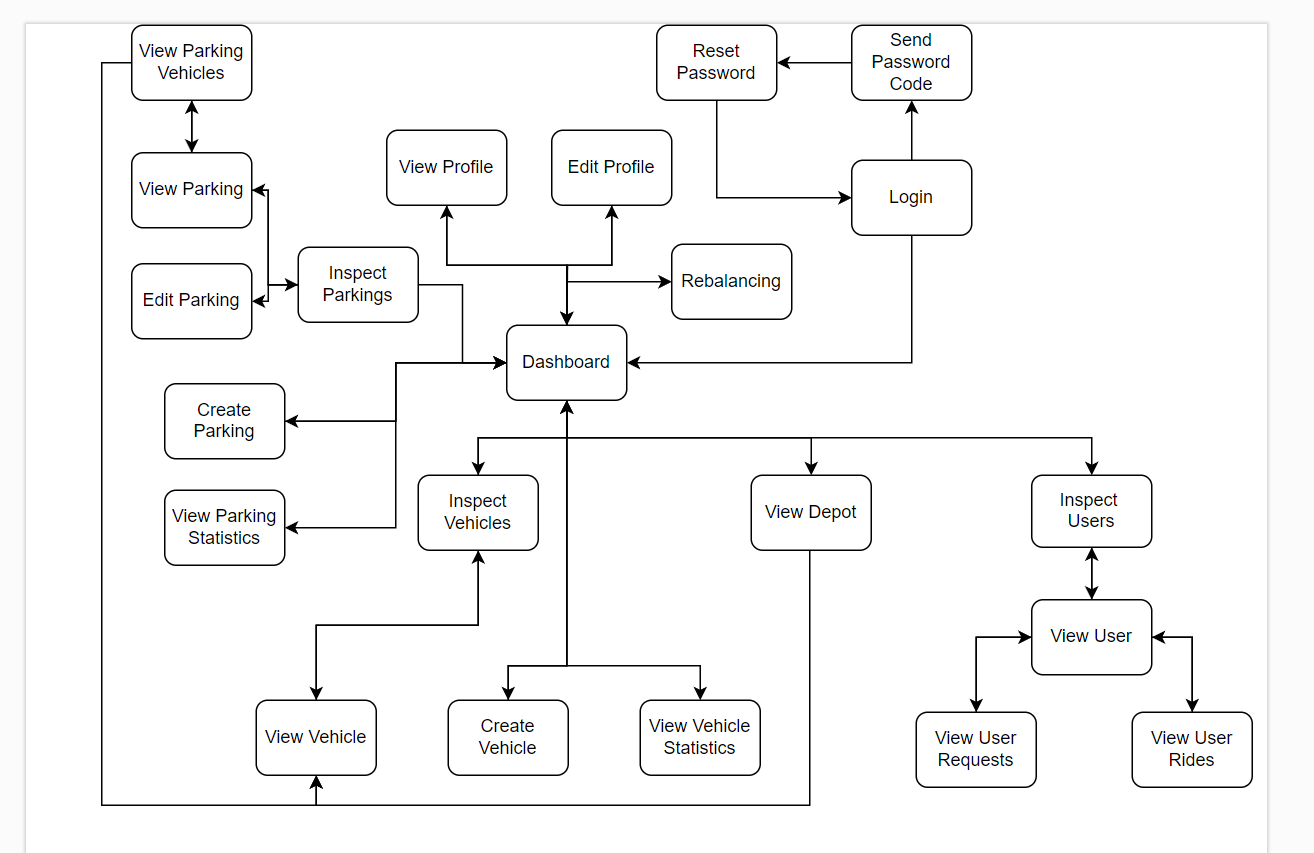 View Parking
Vehicles
Reset
Password
Send
Password
Code
View Profile
Edit Profile
View Parking
Login
Inspect
Parkings
Rebalancing
Edit Parking
Dashboard
Create
Parking
Inspect
Vehicles
View Depot
Inspect
Users
View Parking
Statistics
View User
View Vehicle
Create
Vehicle
View Vehicle
Statistics
View User
Requests
View User
Rides